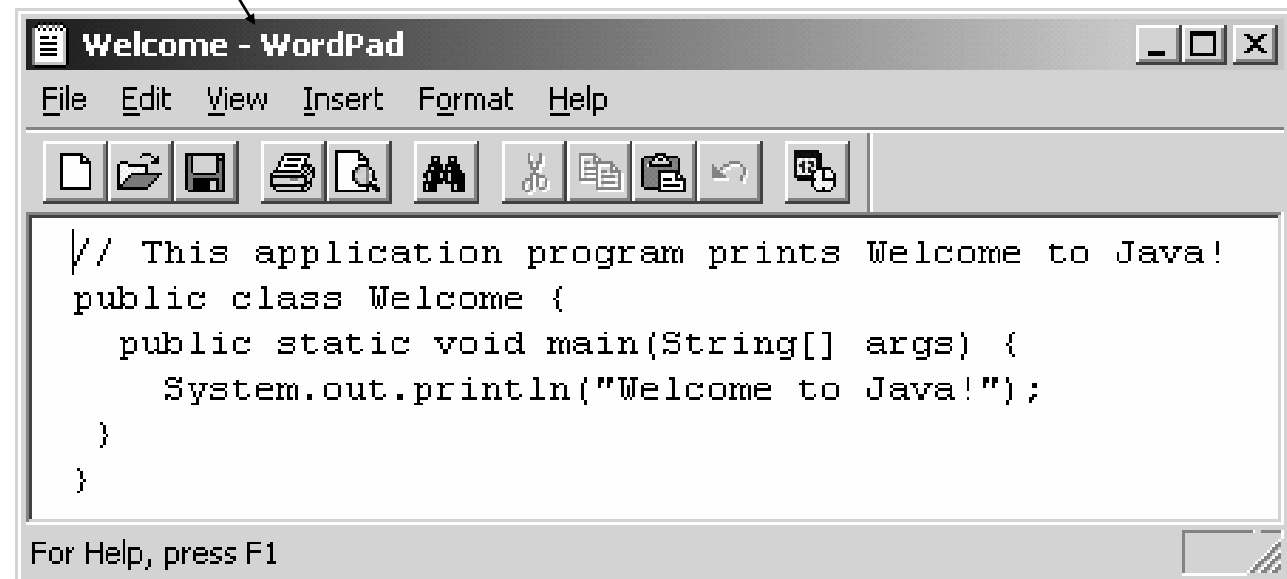 Welcome - WordPad
File Edit View Insert Format Help
// This application program prints Welcome to Java!
public class Welcome {
  public static void main(String[] args) {
    System.out.println("Welcome to Java!");
  }
}
For Help, press F1